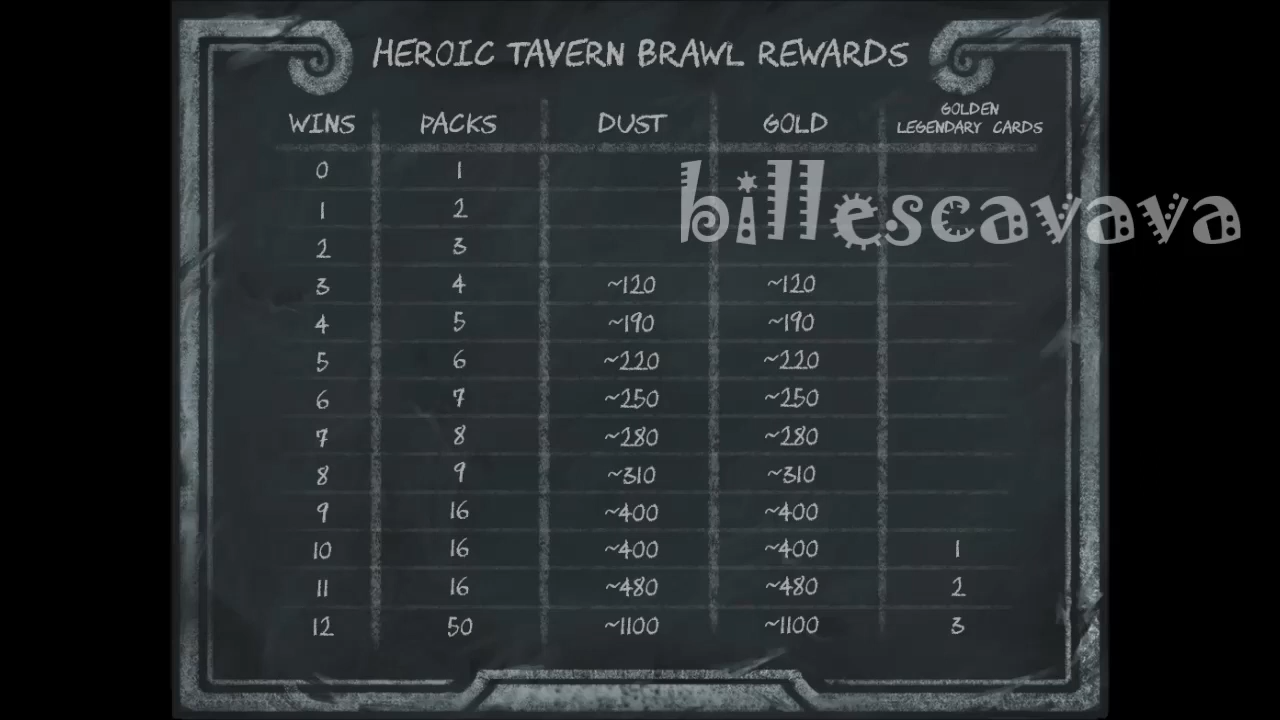 HEROIC TAVERN BRAWL REWARDS
WINS PACKS DUST GOLD GOLDEN LEGENDARY CARDS
0 1
billescavava
1 2
2 3
3 4 ~120 ~120
4 5 ~190 ~190
5 6 ~220 ~220
6 7 ~250 ~250
7 8 ~280 ~280
8 9 ~310 ~310
9 16 ~400 ~400
10 16 ~400 ~400 1
11 16 ~480 ~480 2
12 50 ~1100 ~1100 3